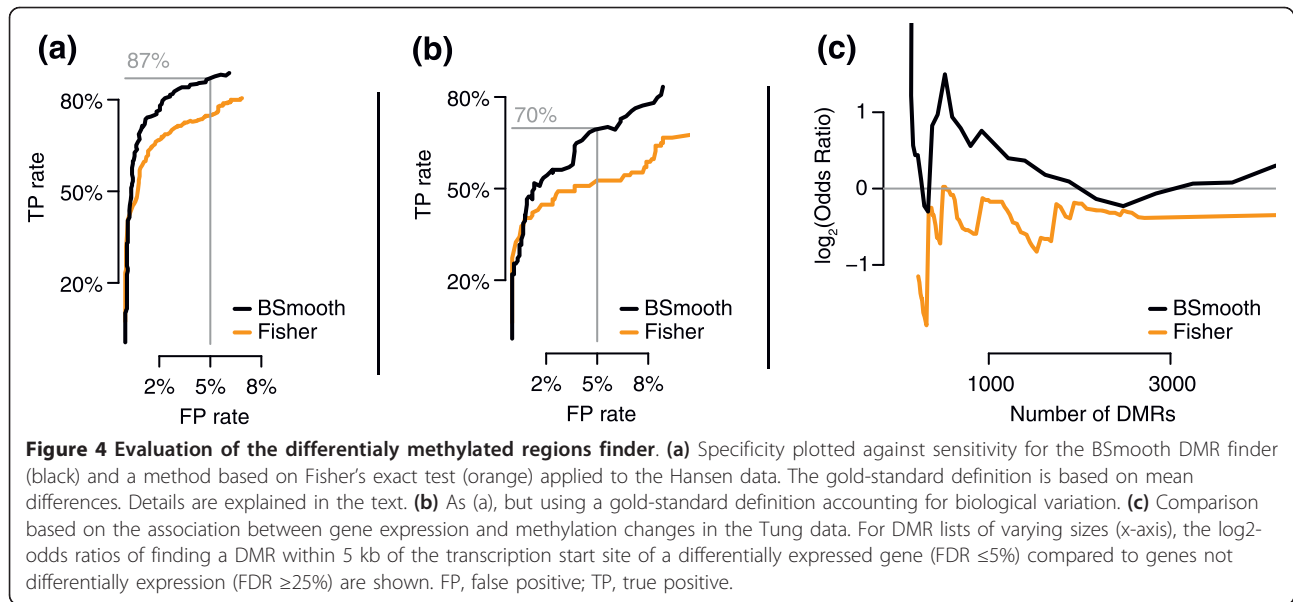 (a)
87%
80%
50%
20%
TP rate
BSmooth
Fisher
2% 5% 8%
FP rate
(b)
70%
80%
50%
20%
TP rate
BSmooth
Fisher
2% 5% 8%
FP rate
(c)
1
0
−1
log2(Odds Ratio)
BSmooth
Fisher
1000 3000
Number of DMRs
Figure 4 Evaluation of the differentialy methylated regions finder. (a) Specificity plotted against sensitivity for the BSmooth DMR finder
(black) and a method based on Fisher's exact test (orange) applied to the Hansen data. The gold-standard definition is based on mean
differences. Details are explained in the text. (b) As (a), but using a gold-standard definition accounting for biological variation. (c) Comparison
based on the association between gene expression and methylation changes in the Tung data. For DMR lists of varying sizes (x-axis), the log2-
odds ratios of finding a DMR within 5 kb of the transcription start site of a differentially expressed gene (FDR ≤5%) compared to genes not
differentially expression (FDR ≥25%) are shown. FP, false positive; TP, true positive.